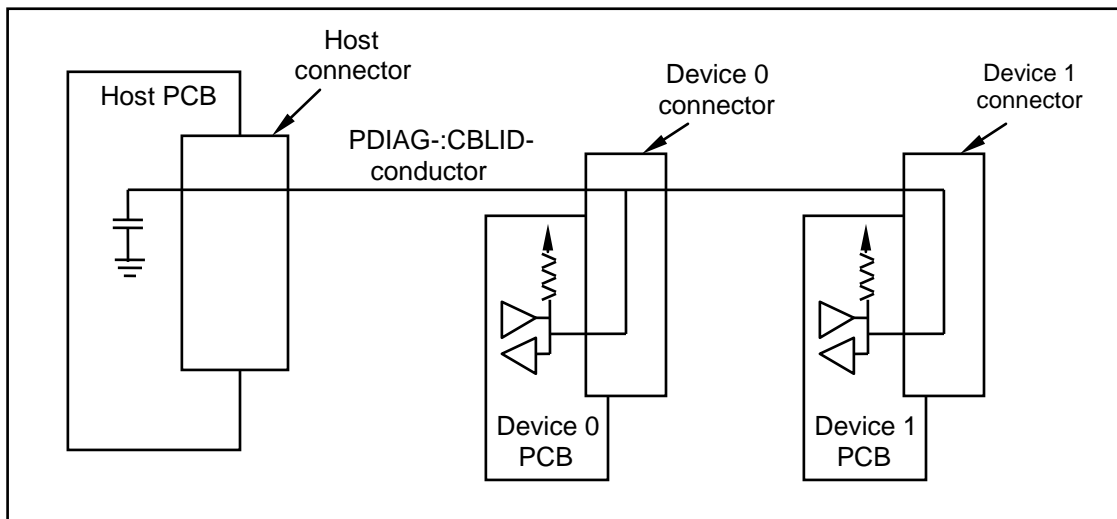 Host
connector
Host PCB
Device 0
connector
Device 1
connector
PDIAG-:CBLID-
conductor
Device 0
PCB
Device 1
PCB